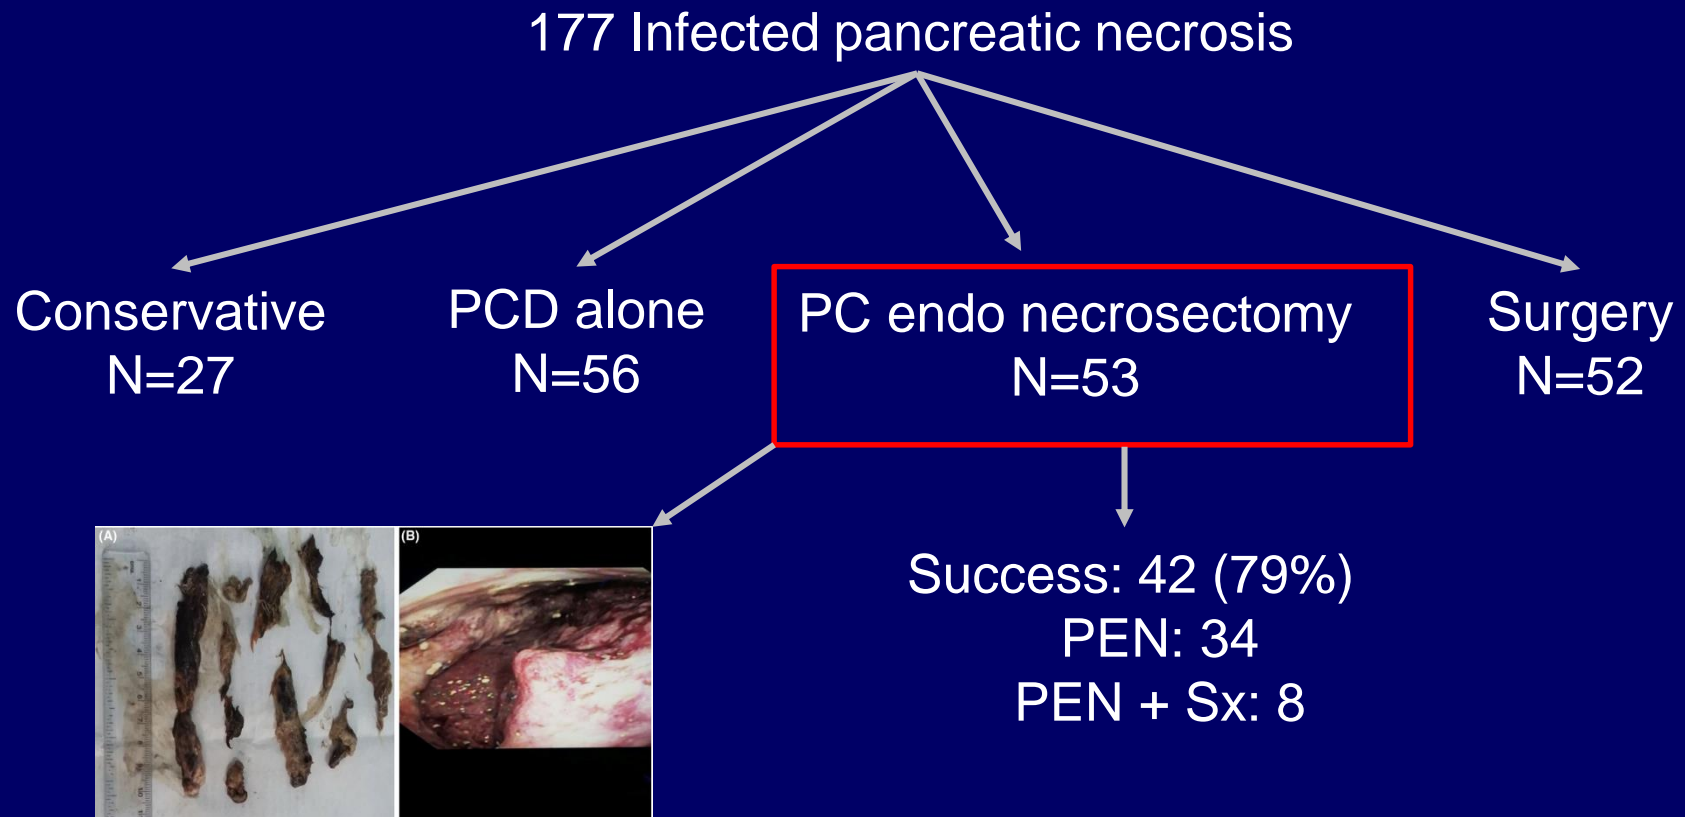 177 Infected pancreatic necrosis
Conservative
N=27
PCD alone
N=56
PC endo necrosectomy
N=53
Surgery
N=52
(A)
(B)
Success: 42 (79%)
PEN: 34
PEN + Sx: 8